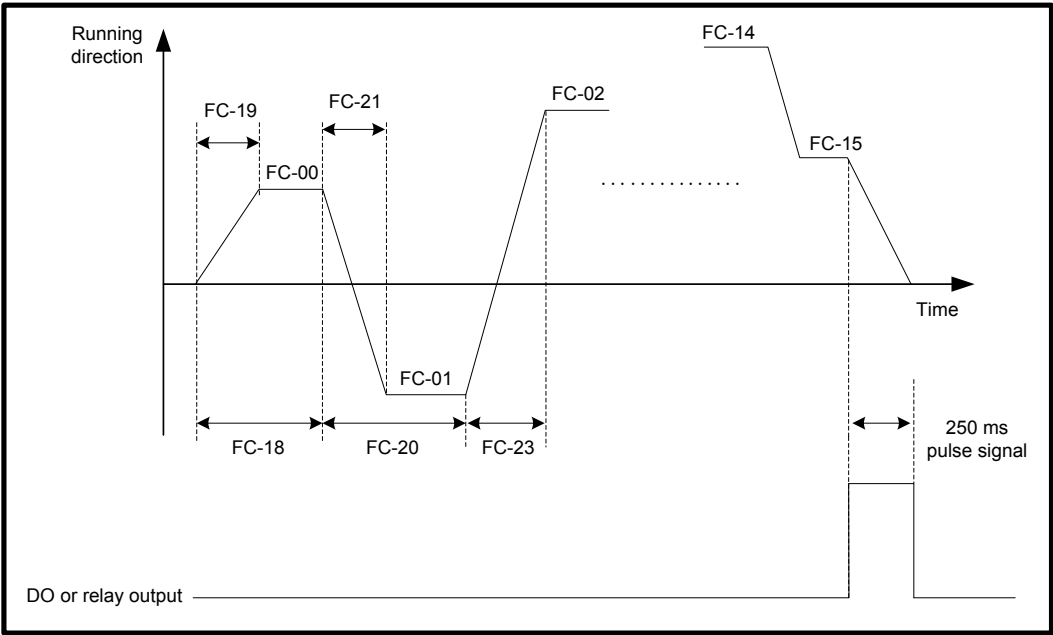 Running
direction
FC-14
FC-21
FC-02
FC-19
FC-15
FC-00
Time
FC-01
250 ms
pulse signal
FC-18
FC-20
FC-23
DO or relay output